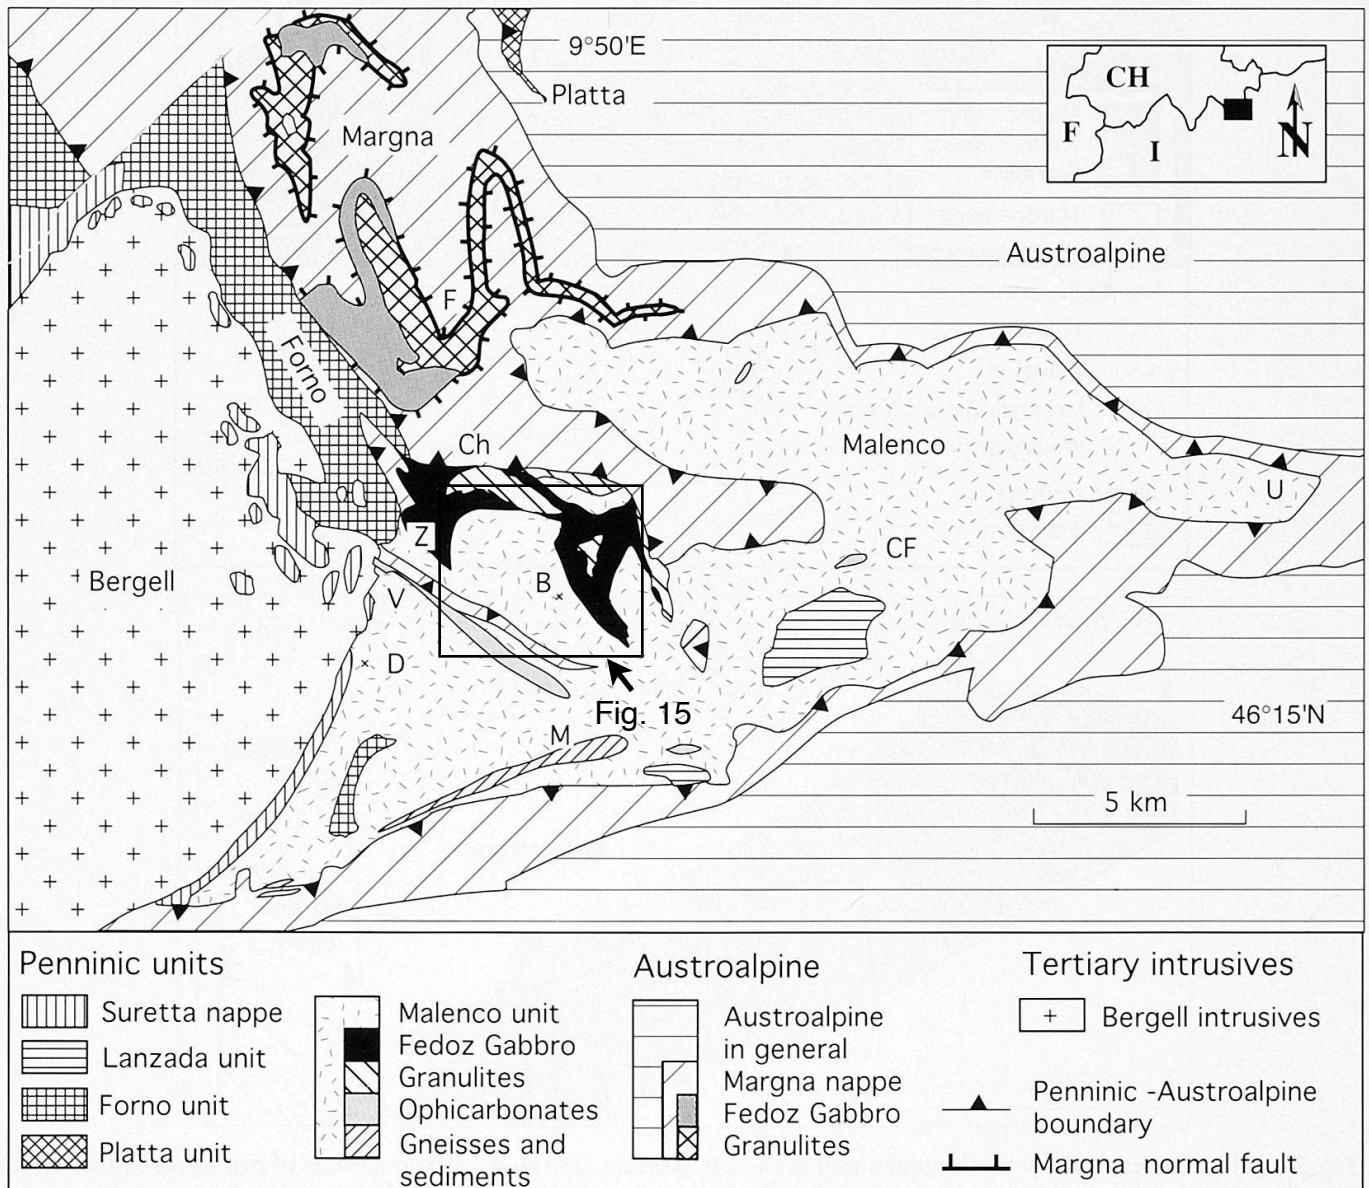 9°50'E
Platta
Margna
CH
F
I
N
Austroalpine
F
Forno
Ch
Malenco
U
Z
CF
Bergell
B
V
D
Fig. 15
M
46°15'N
5 km
Penninic units
Suretta nappe
Lanzada unit
Forno unit
Platta unit
Malenco unit
Fedoz Gabbro
Granulites
Ophicarbonates
Gneisses and
sediments
Austroalpine
Austroalpine
in general
Margna nappe
Fedoz Gabbro
Granulites
Tertiary intrusives
Bergell intrusives
Penninic -Austroalpine
boundary
Margna normal fault